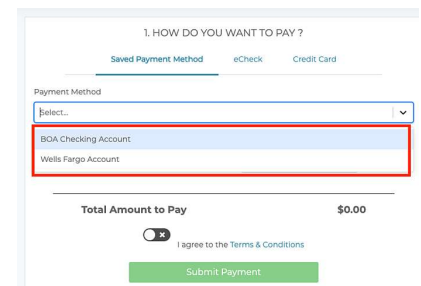 1. HOW DO YOU WANT TO PAY ?
Saved Payment Method eCheck Credit Card
Payment Method
Select...
BOA Checking Account
Wells Fargo Account
Total Amount to Pay $0.00
I agree to the Terms & Conditions
Submit Payment